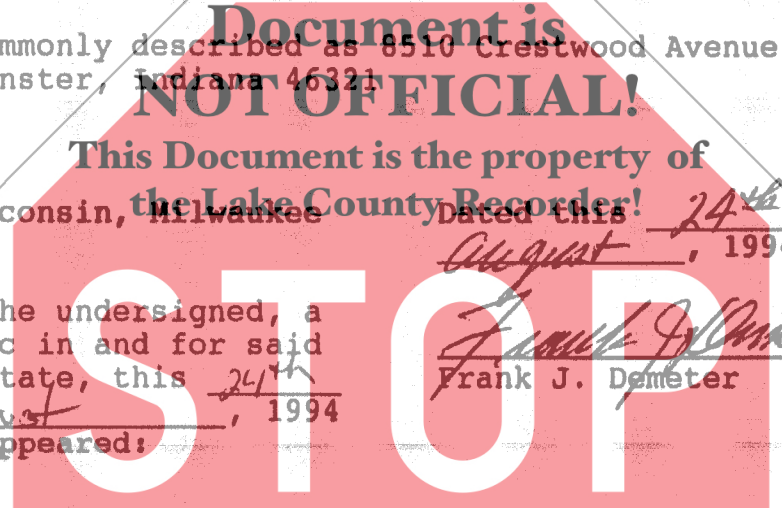 Document is
ommonly described as 8510 Crestwood Avenue
nster, Indiana 46321
NOT OFFICIAL!
This Document is the property of
the Lake County Recorder!
consin, Milwaukee Dated this 24th
August, 199
he undersigned, a
c in and for said
tate, this 24th
Frank J. Demeter
, 1994
ppeared:
STOP